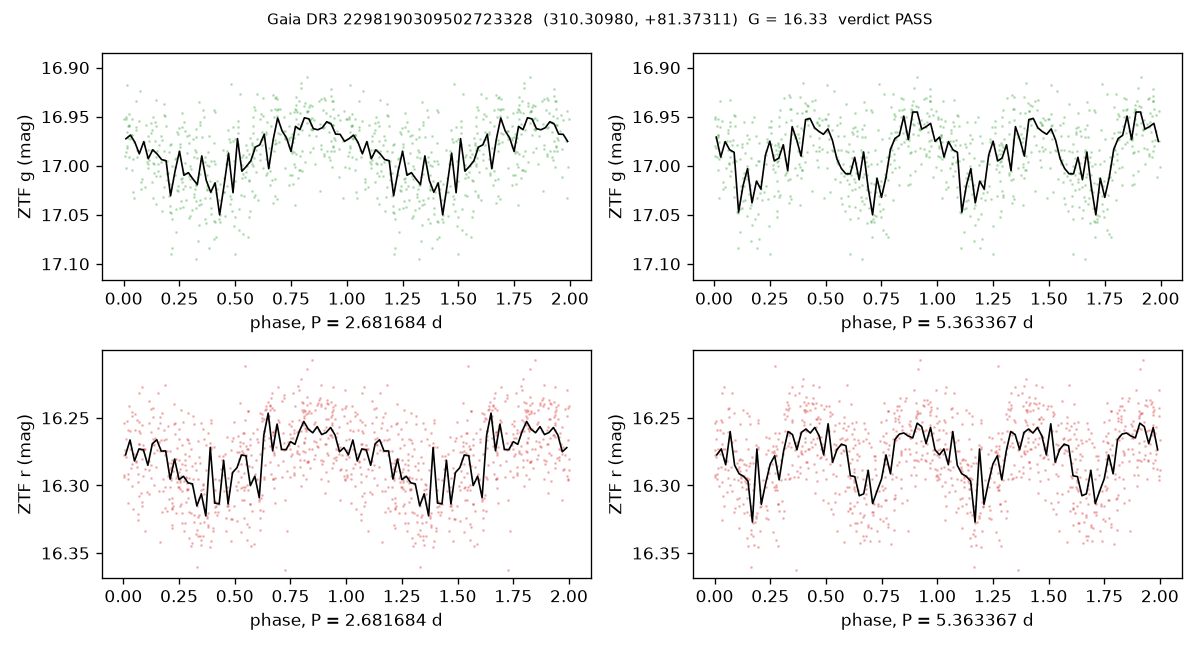 Gaia DR3 2298190309502723328 (310.30980, +81.37311) G = 16.33 verdict PASS
ZTF g (mag)
16.90
16.95
17.00
17.05
17.10
0.00 0.25 0.50 0.75 1.00 1.25 1.50 1.75 2.00
phase, P = 2.681684 d
ZTF g (mag)
16.90
16.95
17.00
17.05
17.10
0.00 0.25 0.50 0.75 1.00 1.25 1.50 1.75 2.00
phase, P = 5.363367 d
ZTF r (mag)
16.25
16.30
16.35
0.00 0.25 0.50 0.75 1.00 1.25 1.50 1.75 2.00
phase, P = 2.681684 d
ZTF r (mag)
16.25
16.30
16.35
0.00 0.25 0.50 0.75 1.00 1.25 1.50 1.75 2.00
phase, P = 5.363367 d